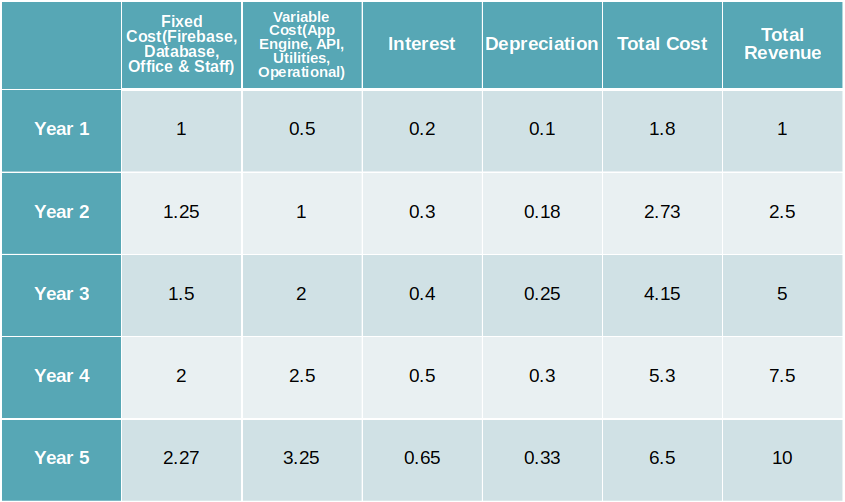 Fixed
Cost(Firebase,
Database,
Office & Staff)
Variable
Cost(App
Engine, API,
Utilities,
Operational)
Interest
Depreciation
Total Cost
Total
Revenue
Year 1
1
0.5
0.2
0.1
1.8
1
Year 2
1.25
1
0.3
0.18
2.73
2.5
Year 3
1.5
2
0.4
0.25
4.15
5
Year 4
2
2.5
0.5
0.3
5.3
7.5
Year 5
2.27
3.25
0.65
0.33
6.5
10